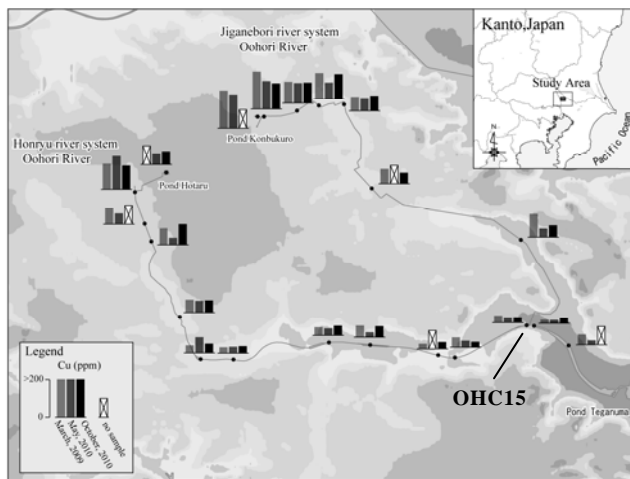 Jiganebori river system
Oohori River
Kanto,Japan
Study Area
N
Pacific Ocean
Pond Konbukuro
Honryu river system
Oohori River
Pond Hotaru
OHC15
Pond Teganuma
Legend
Cu (ppm)
>200
0
March, 2009
May, 2010
October, 2010
no sample